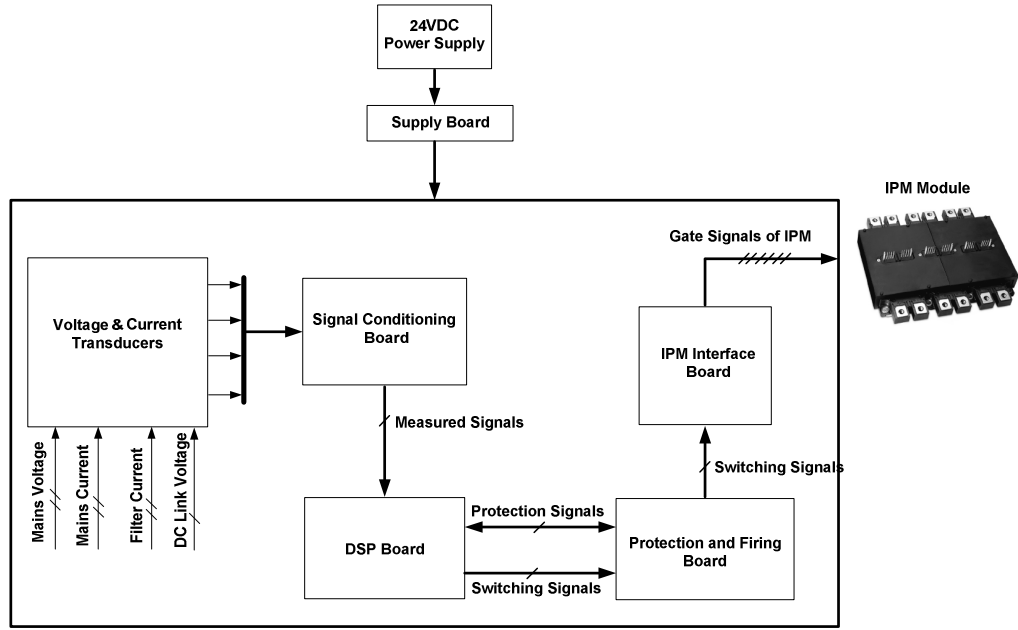 24VDC
Power Supply
Supply Board
IPM Module
Gate Signals of IPM
Voltage & Current
Transducers
Signal Conditioning
Board
IPM Interface
Board
Measured Signals
Mains Voltage
Mains Current
Filter Current
DC Link Voltage
Switching Signals
Protection Signals
DSP Board
Protection and Firing
Board
Switching Signals